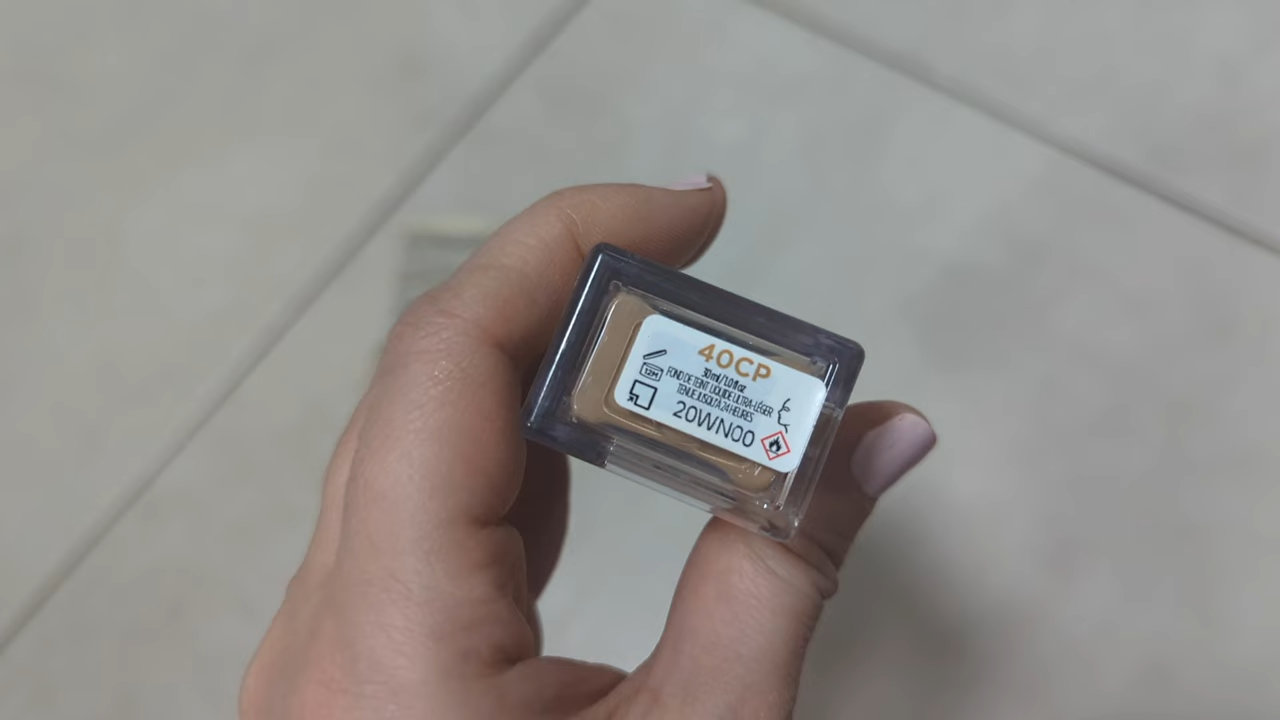 40CP
30 ml/1.0 fl oz
FOND DE TEINT LIQUIDE ULTRA-LÉGER
TENUE JUSQU'À 24 HEURES
12M
20WN00